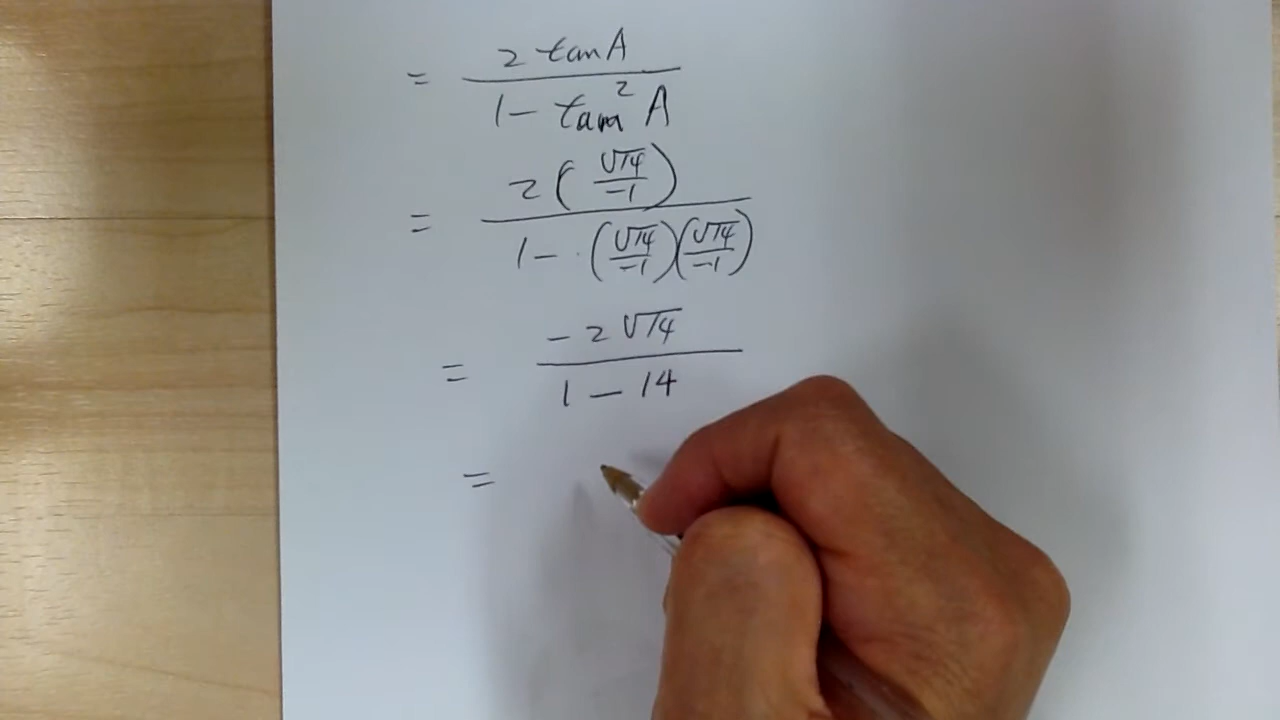 = 2 tan A / 1 - tan² A
= 2 ( √14 / -1 ) / 1 - ( √14 / -1 )( √14 / -1 )
= - 2 √14 / 1 - 14
=